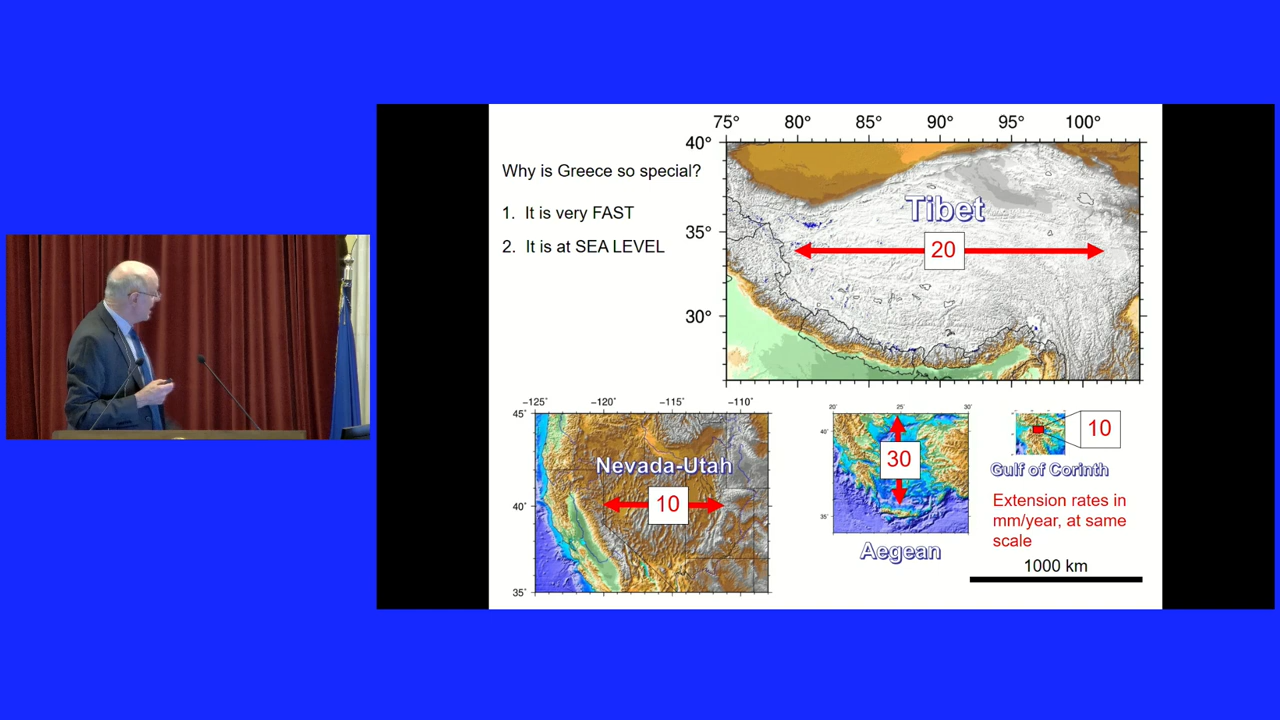 Why is Greece so special?
1. It is very FAST
2. It is at SEA LEVEL
75° 80° 85° 90° 95° 100°
40°
35°
30°
Tibet
20
-125° -120° -115° -110°
45°
40°
35°
Nevada-Utah
10
20° 25° 30°
40°
35°
30
Aegean
10
Gulf of Corinth
Extension rates in
mm/year, at same
scale
1000 km